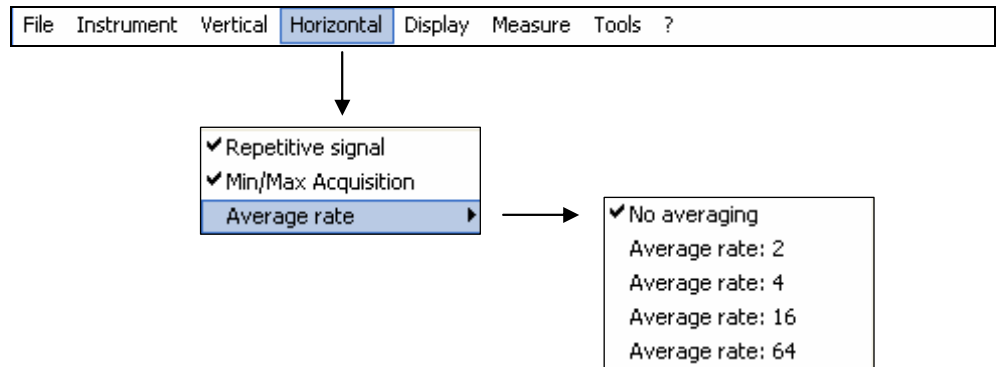 File Instrument Vertical Horizontal Display Measure Tools ?
✔Repetitive signal
✔Min/Max Acquisition
Average rate
✔No averaging
Average rate: 2
Average rate: 4
Average rate: 16
Average rate: 64